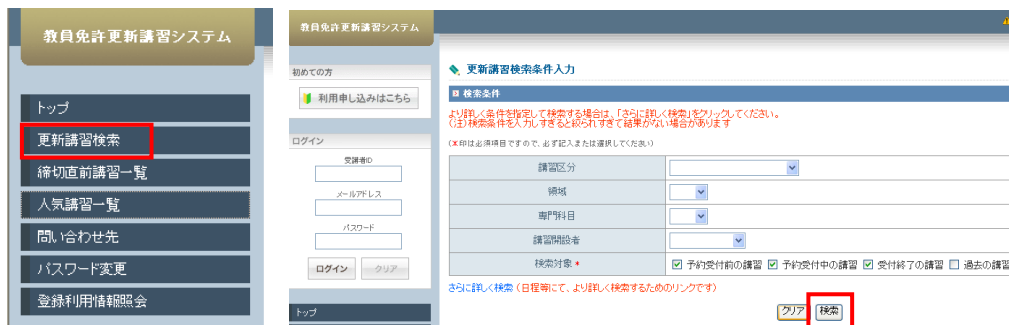 教員免許更新講習システム
トップ
更新講習検索
締切直前講習一覧
人気講習一覧
問い合わせ先
パスワード変更
登録利用情報照会
教員免許更新講習システム
初めての方
利用申し込みはこちら
ログイン
受講者ID
メールアドレス
パスワード
ログイン クリア
トップ
更新講習検索条件入力
検索条件
より詳しく条件を指定して検索する場合は、「さらに詳しく検索」をクリックしてください。
(注)検索条件を入力しすぎると絞られすぎて結果がない場合があります
(*印は必須項目ですので、必ず記入または選択してください)
講習区分
領域
専門科目
講習開設者
検索対象 * 予約受付前の講習 予約受付中の講習 受付終了の講習 過去の講習
さらに詳しく検索(日程等にて、より詳しく検索するためのリンクです)
クリア 検索